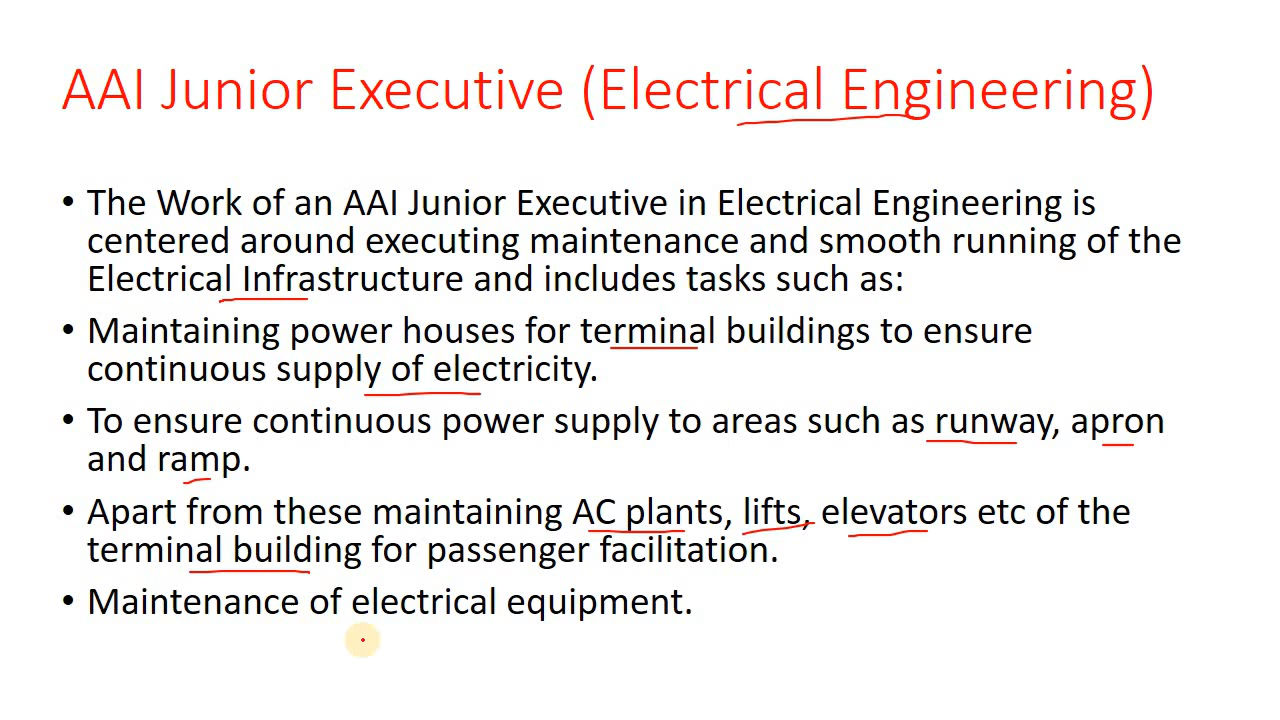 AAI Junior Executive (Electrical Engineering)
• The Work of an AAI Junior Executive in Electrical Engineering is
centered around executing maintenance and smooth running of the
Electrical Infrastructure and includes tasks such as:
• Maintaining power houses for terminal buildings to ensure
continuous supply of electricity.
• To ensure continuous power supply to areas such as runway, apron
and ramp.
• Apart from these maintaining AC plants, lifts, elevators etc of the
terminal building for passenger facilitation.
• Maintenance of electrical equipment.